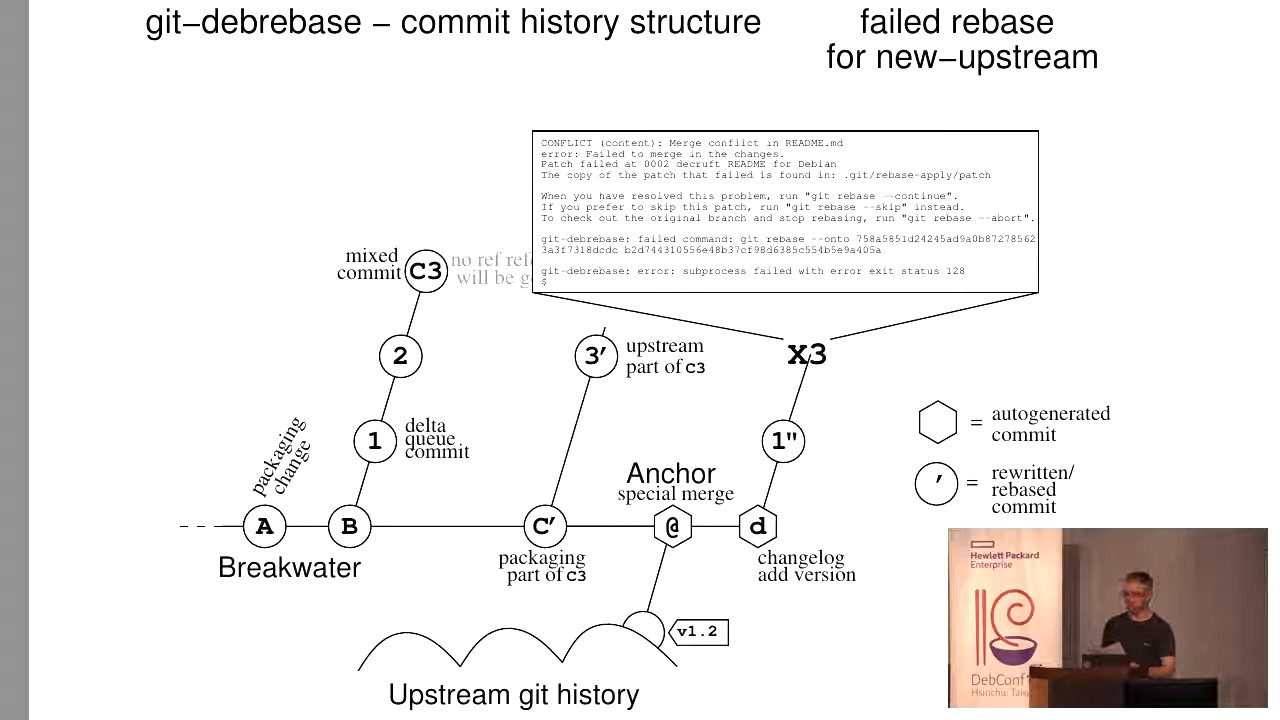 git–debrebase – commit history structure
failed rebase
for new–upstream
CONFLICT (content): Merge conflict in README.md
error: Failed to merge in the changes.
Patch failed at 0002 decruft README for Debian
The copy of the patch that failed is found in: .git/rebase-apply/patch
When you have resolved this problem, run "git rebase --continue".
If you prefer to skip this patch, run "git rebase --skip" instead.
To check out the original branch and stop rebasing, run "git rebase --abort".
git-debrebase: failed command: git rebase --onto 758a5851d24245ad9a0b87278562
3a3f7318dcdc b2d744310556e48b37cf98d6385c554b5e9a405a
git-debrebase: error: subprocess failed with error exit status 128
$
mixed
commit
C3
no ref
will be
2
3′
upstream
part of C3
X3
packaging
change
1
delta
queue
commit
1"
= autogenerated
commit
Anchor
special merge
′ = rewritten/
rebased
commit
A
B
C′
@
d
Breakwater
packaging
part of C3
changelog
add version
v1.2
Upstream git history
Hewlett Packard
Enterprise
DebConf
Hsinchu,